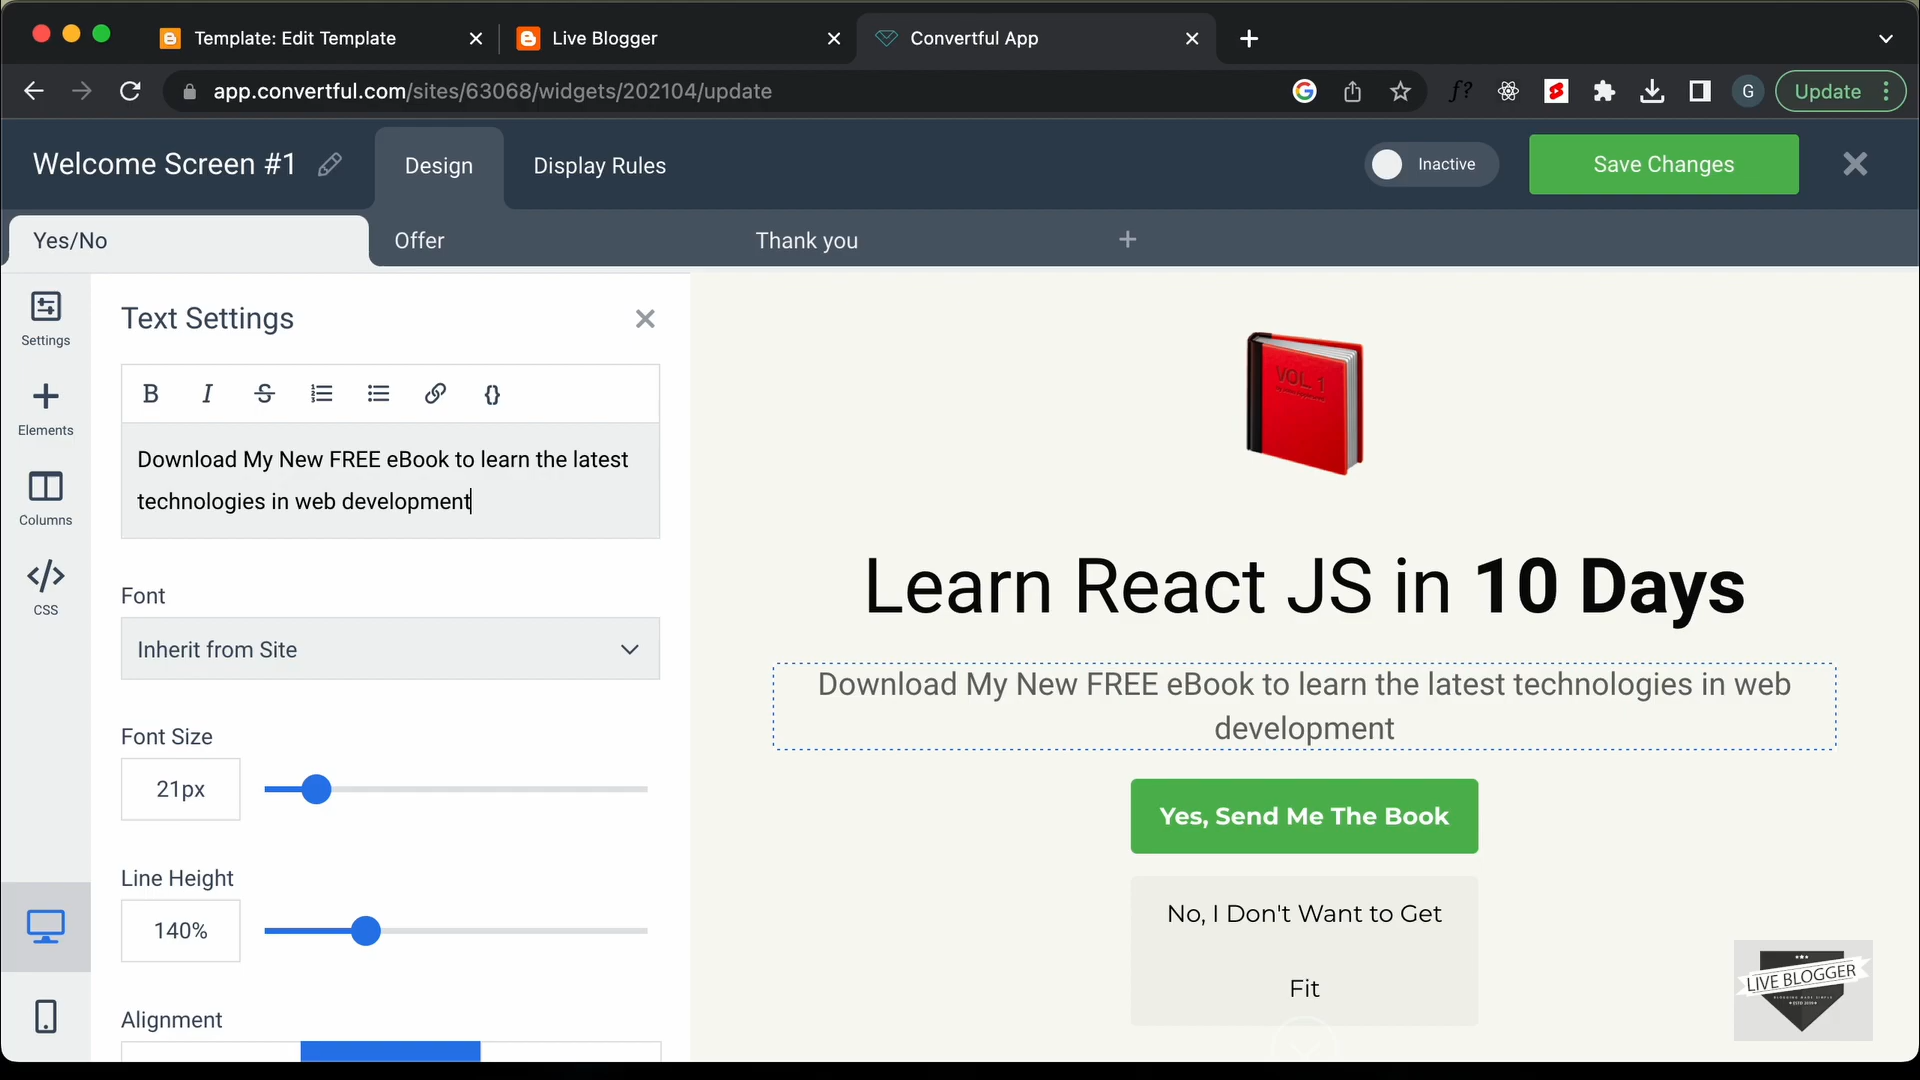 Template: Edit Template
Live Blogger
Convertful App
app.convertful.com/sites/63068/widgets/202104/update
f?
G
Update
Welcome Screen #1
Design
Display Rules
Inactive
Save Changes
Yes/No
Offer
Thank you
Settings
Elements
Columns
CSS
Text Settings
B
I
S
{}
Download My New FREE eBook to learn the latest
technologies in web development
Font
Inherit from Site
Font Size
21px
Line Height
140%
Alignment
VOL. 1
Learn React JS in 10 Days
Download My New FREE eBook to learn the latest technologies in web
development
Yes, Send Me The Book
No, I Don't Want to Get
Fit
LIVE BLOGGER
BLOGGING MADE SIMPLE